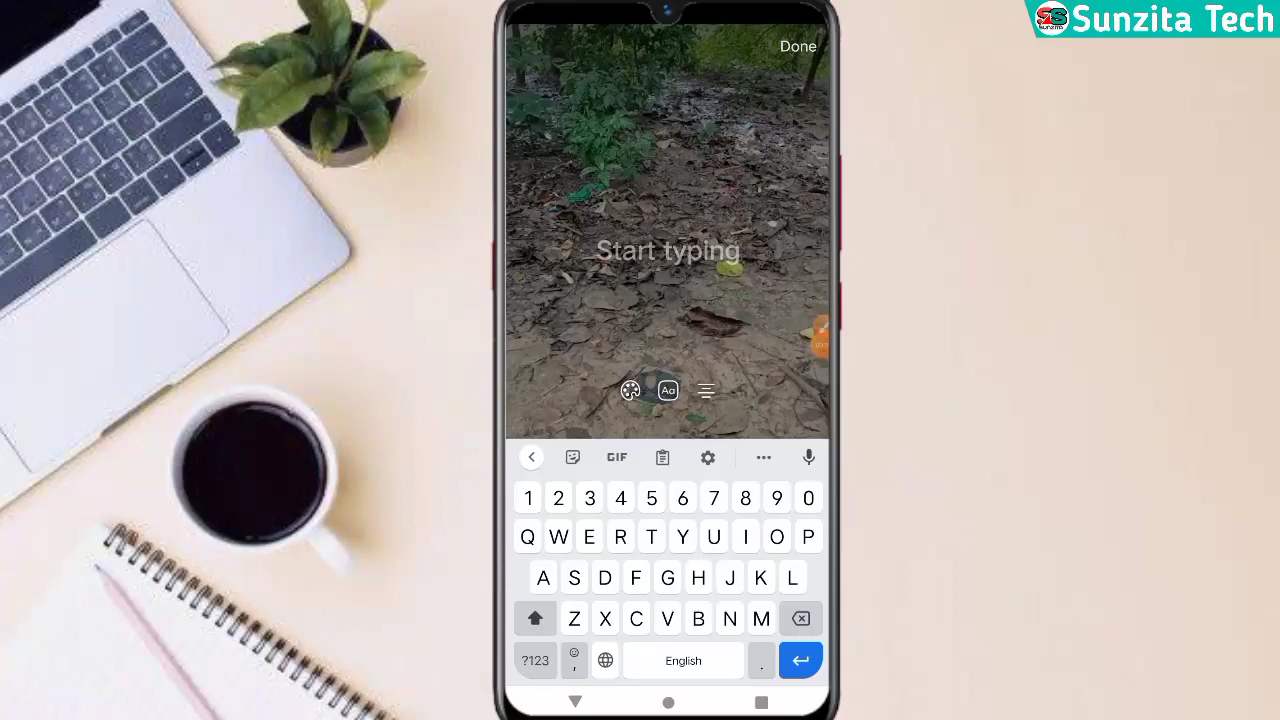 Sunzita Tech
Done
Start typing
Aa
GIF
1 2 3 4 5 6 7 8 9 0
Q W E R T Y U I O P
A S D F G H J K L
Z X C V B N M
?123 , English .